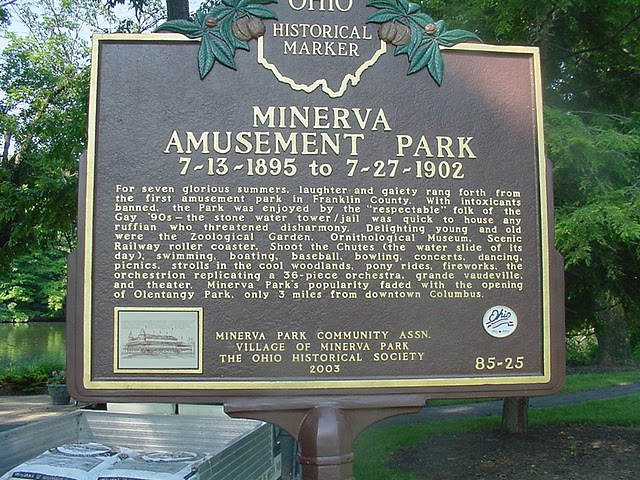 OHIO
HISTORICAL
MARKER
MINERVA
AMUSEMENT PARK
7-13-1895 to 7-27-1902
For seven glorious summers, laughter and gaiety rang forth from
the first amusement park in Franklin County. With intoxicants
banned, the Park was enjoyed by the "respectable" folk of the
Gay '90s — the stone water tower/jail was quick to house any
ruffian who threatened disharmony. Delighting young and old
were the Zoological Garden, Ornithological Museum, Scenic
Railway roller coaster, Shoot the Chutes (the water slide of its
day), swimming, boating, baseball, bowling, concerts, dancing,
picnics, strolls in the cool woodlands, pony rides, fireworks, the
orchestrion replicating a 36-piece orchestra, grande vaudeville,
and theater. Minerva Park's popularity faded with the opening
of Olentangy Park, only 3 miles from downtown Columbus.
Ohio
MINERVA PARK COMMUNITY ASSN.
VILLAGE OF MINERVA PARK
THE OHIO HISTORICAL SOCIETY
2003
85-25